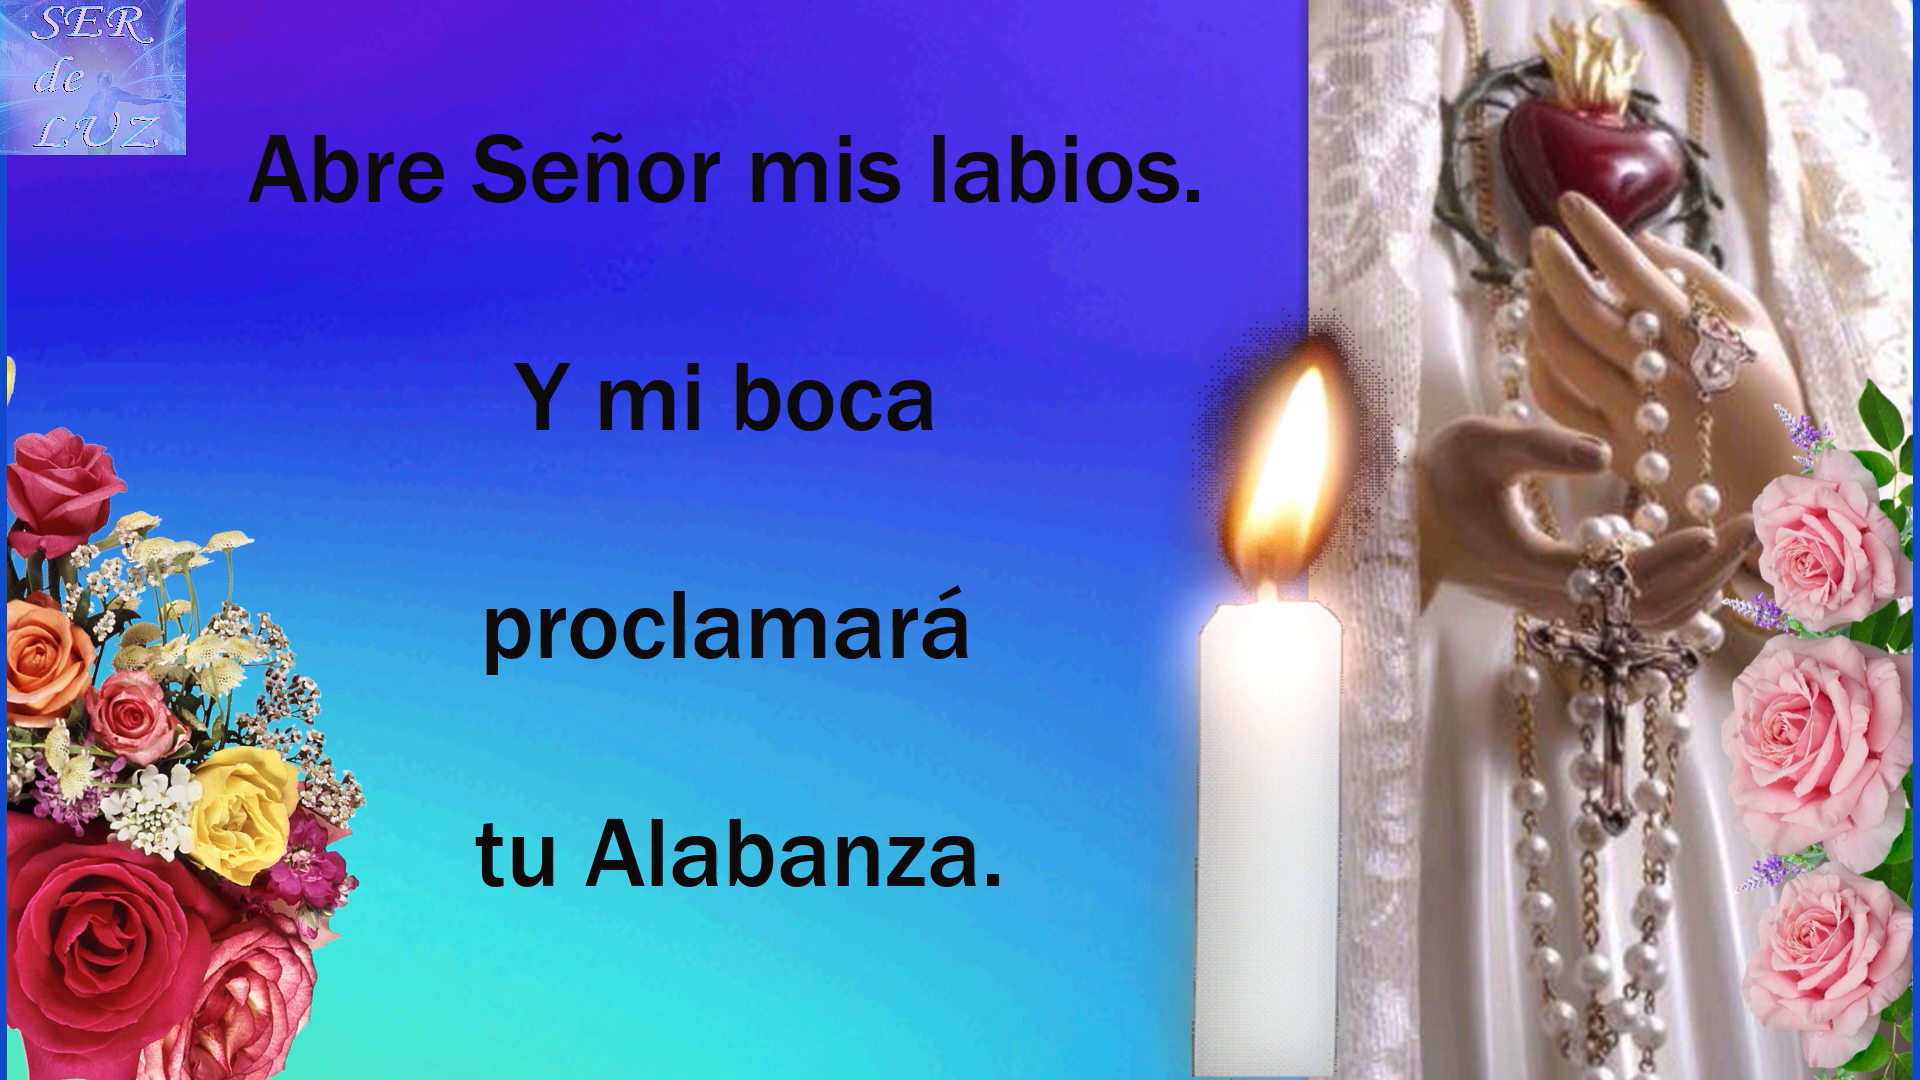 SER
de
LUZ
Abre Señor mis labios.
Y mi boca
proclamará
tu Alabanza.